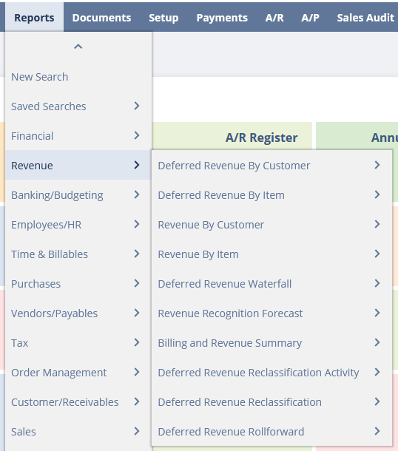 Reports Documents Setup Payments A/R A/P Sales Audit
New Search
Saved Searches
Financial
A/R Register
Revenue
Deferred Revenue By Customer
Banking/Budgeting
Deferred Revenue By Item
Employees/HR
Revenue By Customer
Time & Billables
Revenue By Item
Purchases
Deferred Revenue Waterfall
Vendors/Payables
Revenue Recognition Forecast
Tax
Billing and Revenue Summary
Order Management
Deferred Revenue Reclassification Activity
Customer/Receivables
Deferred Revenue Reclassification
Sales
Deferred Revenue Rollforward